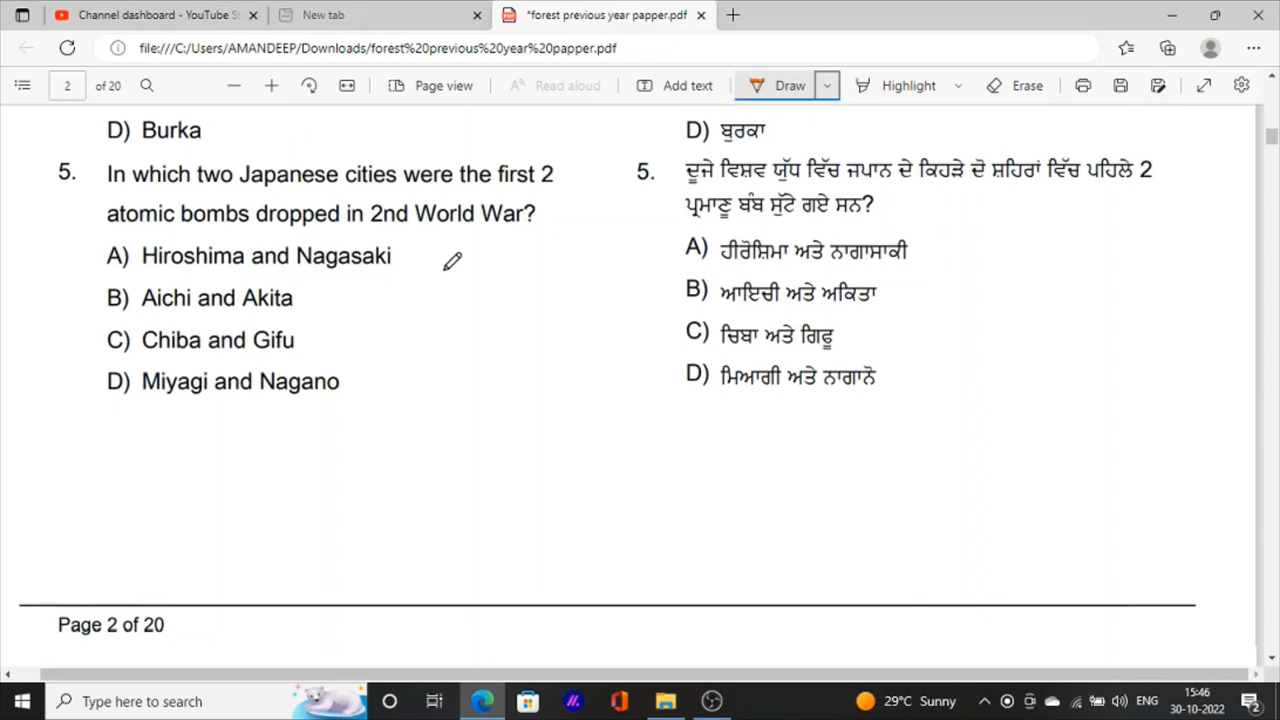 Channel dashboard - YouTube S
New tab
*forest previous year papper.pdf
file:///C:/Users/AMANDEEP/Downloads/forest%20previous%20year%20papper.pdf
2 of 20
Page view
Read aloud
Add text
Draw
Highlight
Erase
D) Burka
5. In which two Japanese cities were the first 2
atomic bombs dropped in 2nd World War?
A) Hiroshima and Nagasaki
B) Aichi and Akita
C) Chiba and Gifu
D) Miyagi and Nagano
D) ਬੁਰਕਾ
5. ਦੂਜੇ ਵਿਸ਼ਵ ਯੁੱਧ ਵਿੱਚ ਜਪਾਨ ਦੇ ਕਿਹੜੇ ਦੋ ਸ਼ਹਿਰਾਂ ਵਿੱਚ ਪਹਿਲੇ 2
ਪ੍ਰਮਾਣੂ ਬੰਬ ਸੁੱਟੇ ਗਏ ਸਨ?
A) ਹੀਰੋਸ਼ਿਮਾ ਅਤੇ ਨਾਗਾਸਾਕੀ
B) ਆਇਚੀ ਅਤੇ ਅਕਿਤਾ
C) ਚਿਬਾ ਅਤੇ ਗਿਫੂ
D) ਮਿਆਗੀ ਅਤੇ ਨਾਗਾਨੋ
Page 2 of 20
Type here to search
29°C Sunny
ENG
15:46
30-10-2022
2